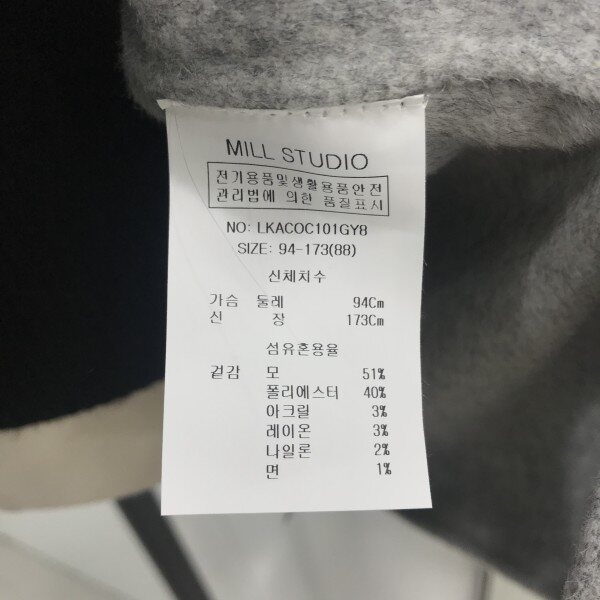 MILL STUDIO
전기용품및생활용품안전
관리법에 의한 품질표시
NO: LKACOC101GY8
SIZE: 94-173(88)
신체치수
가슴 둘레 94Cm
신 장 173Cm
섬유혼용율
겉감 모 51%
폴리에스터 40%
아크릴 3%
레이온 3%
나일론 2%
면 1%